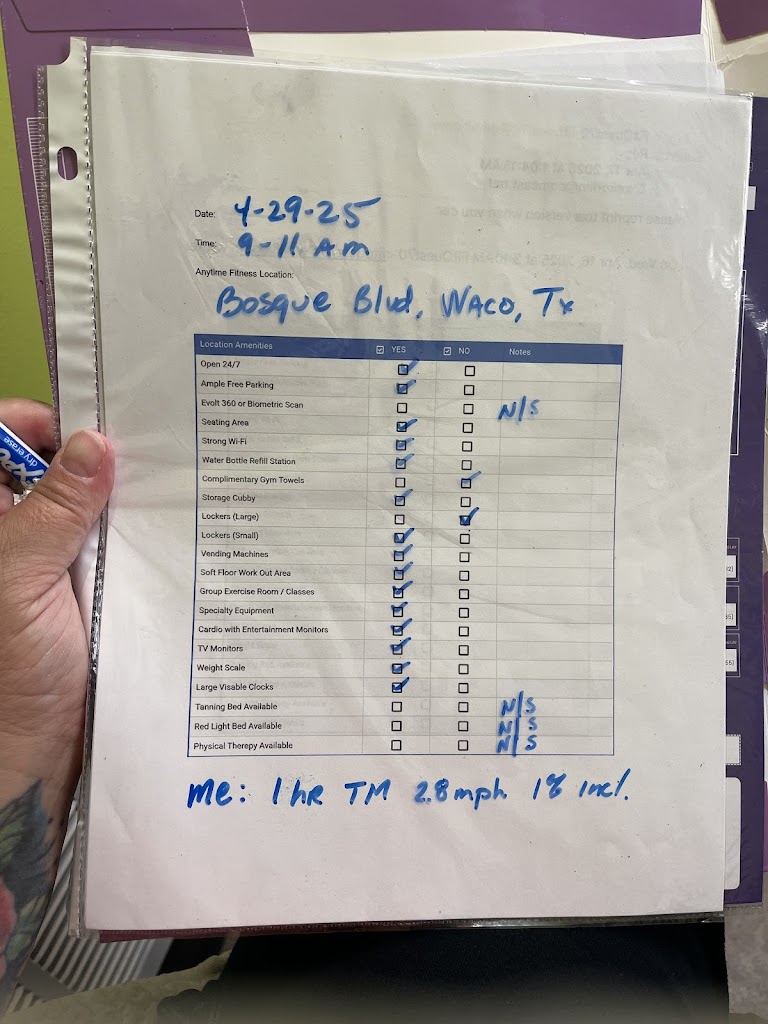 Date: 4-29-25
Time: 9-11 Am
Anytime Fitness Location:
Bosque Blvd, Waco, Tx
Location Amenities ☑ YES ☑ NO Notes
Open 24/7 ☑ ☐
Ample Free Parking ☑ ☐
Evolt 360 or Biometric Scan ☐ ☐ N/S
Seating Area ☑ ☐
Strong Wi-Fi ☑ ☐
Water Bottle Refill Station ☑ ☐
Complimentary Gym Towels ☐ ☑
Storage Cubby ☑ ☐
Lockers (Large) ☐ ☑
Lockers (Small) ☑ ☐
Vending Machines ☑ ☐
Soft Floor Work Out Area ☑ ☐
Group Exercise Room / Classes ☑ ☐
Specialty Equipment ☑ ☐
Cardio with Entertainment Monitors ☑ ☐
TV Monitors ☑ ☐
Weight Scale ☑ ☐
Large Visable Clocks ☑ ☐
Tanning Bed Available ☐ ☐ N/S
Red Light Bed Available ☐ ☐ N/S
Physical Therepy Available ☐ ☐ N/S
me: 1 hr TM 2.8 mph 1% incl.
dry erase